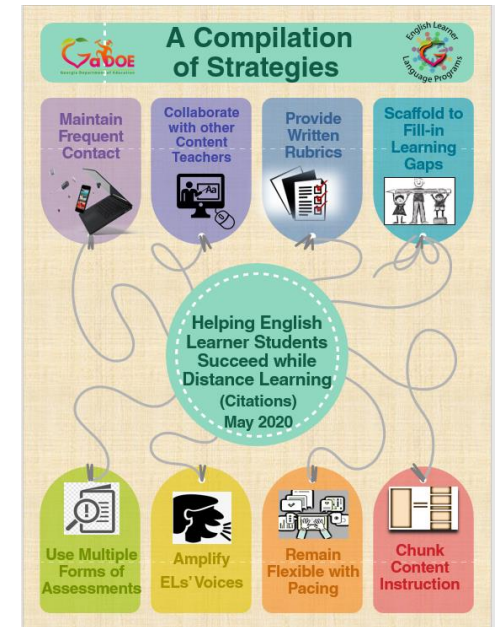 A Compilation
of Strategies
GaDOE
Georgia Department of Education
English Learner
Language Programs
Maintain
Frequent
Contact
Collaborate
with other
Content
Teachers
Aa
Provide
Written
Rubrics
Scaffold to
Fill-in
Learning
Gaps
Helping English
Learner Students
Succeed while
Distance Learning
(Citations)
May 2020
Use Multiple
Forms of
Assessments
Amplify
ELs' Voices
Remain
Flexible with
Pacing
Chunk
Content
Instruction